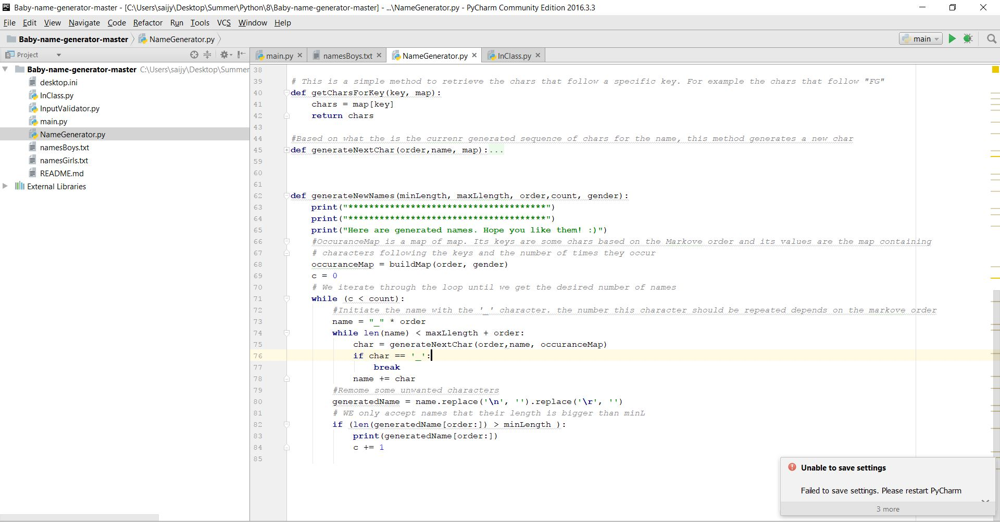 PC Baby-name-generator-master - [C:\Users\saijy\Desktop\Summer\Python\8\Baby-name-generator-master] - ...\NameGenerator.py - PyCharm Community Edition 2016.3.3
File Edit View Navigate Code Refactor Run Tools VCS Window Help
Baby-name-generator-master NameGenerator.py main
Project
main.py namesBoys.txt NameGenerator.py InClass.py
Baby-name-generator-master C:\Users\saijy\Desktop\Summer
desktop.ini
InClass.py
InputValidator.py
main.py
NameGenerator.py
namesBoys.txt
namesGirls.txt
README.md
External Libraries
38
39 # This is a simple method to retrieve the chars that follow a specific key. For example the chars that follow "FG"
40 def getCharsForKey(key, map):
41     chars = map[key]
42     return chars
43
44 #Based on what the is the currenr generated sequence of chars for the name, this method generates a new char
45 def generateNextChar(order,name, map):...
59
60
61
62 def generateNewNames(minLength, maxLlength, order,count, gender):
63     print("**************************************")
64     print("**************************************")
65     print("Here are generated names. Hope you like them! :)")
66     #OccuranceMap is a map of map. Its keys are some chars based on the Markove order and its values are the map containing
67     # characters following the keys and the number of times they occur
68     occuranceMap = buildMap(order, gender)
69     c = 0
70     # We iterate through the loop until we get the desired number of names
71     while (c < count):
72         #Initiate the name with the '_' character. the number this character should be repeated depends on the markove order
73         name = "_" * order
74         while len(name) < maxLlength + order:
75             char = generateNextChar(order,name, occuranceMap)
76             if char == '_':
77                 break
78             name += char
79         #Remome some unwanted characters
80         generatedName = name.replace('\n', '').replace('\r', '')
81         # WE only accept names that their length is bigger than minL
82         if (len(generatedName[order:]) > minLength ):
83             print(generatedName[order:])
84             c += 1
85
Unable to save settings
Failed to save settings. Please restart PyCharm
3 more